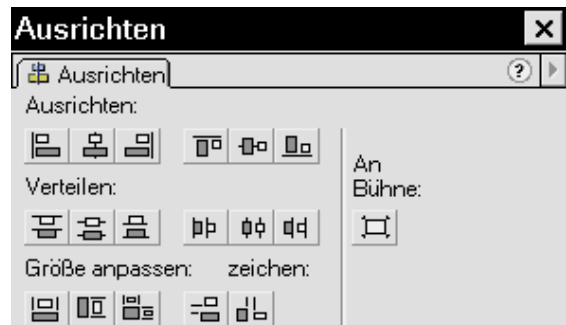 Ausrichten
Ausrichten
Ausrichten:
An
Bühne:
Verteilen:
Größe anpassen: zeichen: